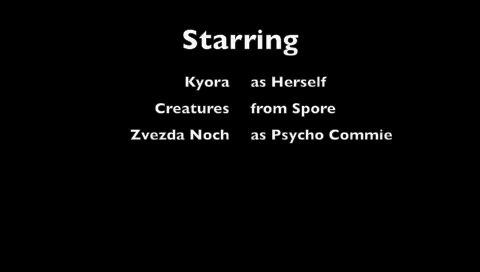 Starring
Kyora as Herself
Creatures from Spore
Zvezda Noch as Psycho Commie